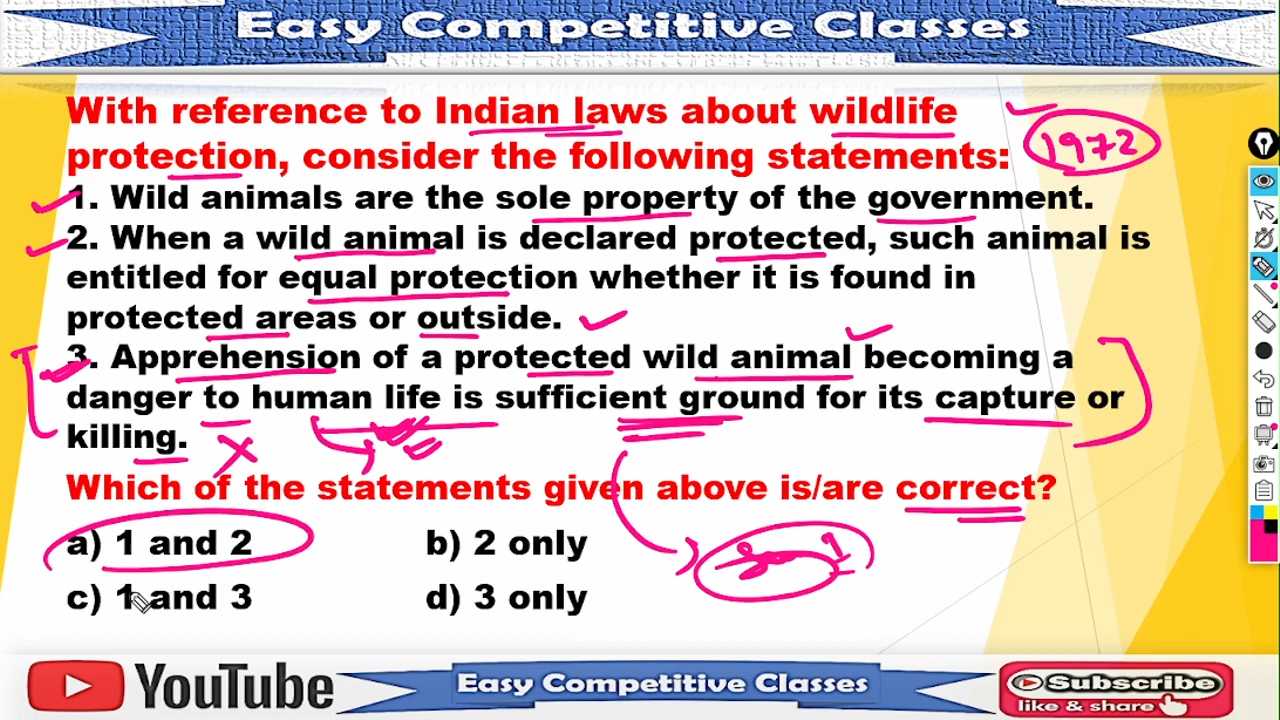 Easy Competitive Classes
With reference to Indian laws about wildlife
protection, consider the following statements:
1972
1. Wild animals are the sole property of the government.
2. When a wild animal is declared protected, such animal is
entitled for equal protection whether it is found in
protected areas or outside.
3. Apprehension of a protected wild animal becoming a
danger to human life is sufficient ground for its capture or
killing.
Which of the statements given above is/are correct?
a) 1 and 2
b) 2 only
c) 1 and 3
d) 3 only
YouTube
Easy Competitive Classes
Subscribe
like & share